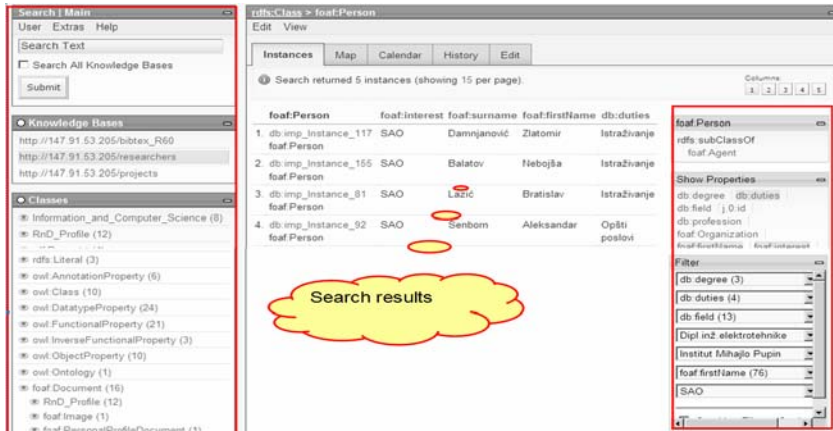 Search | Main
User Extras Help
Search Text
Search All Knowledge Bases
Submit
Knowledge Bases
http://147.91.53.205/bibtex_R60
http://147.91.53.205/researchers
http://147.91.53.205/projects
Classes
Information_and_Computer_Science (8)
RnD_Profile (12)
rdfs:Literal (3)
owl:AnnotationProperty (6)
owl:Class (10)
owl:DatatypeProperty (24)
owl:FunctionalProperty (21)
owl:InverseFunctionalProperty (3)
owl:ObjectProperty (10)
owl:Ontology (1)
foaf:Document (16)
RnD_Profile (12)
foaf:Image (1)
foaf:PersonalProfileDocument (1)
rdfs:Class > foaf:Person
Edit View
Instances Map Calendar History Edit
Search returned 5 instances (showing 15 per page).
Columns
1 2 3 4 5
foaf:Person foaf:interest foaf:surname foaf:firstName db:duties
1. db:imp_Instance_117 SAO Damnjanović Zlatomir Istraživanje
foaf:Person
2. db:imp_Instance_155 SAO Balatov Nebojša Istraživanje
foaf:Person
3. db:imp_Instance_81 SAO Lazić Bratislav Istraživanje
foaf:Person
4. db:imp_Instance_92 SAO Šenborn Aleksandar Opšti
foaf:Person poslovi
Search results
foaf:Person
rdfs:subClassOf
foaf:Agent
Show Properties
db:degree db:duties
db:field j.0:id
db:profession
foaf:Organization
foaf:firstName foaf:interest
Filter
db:degree (3)
db:duties (4)
db:field (13)
Dipl inž.elektrotehnike
Institut Mihajlo Pupin
foaf:firstName (76)
SAO